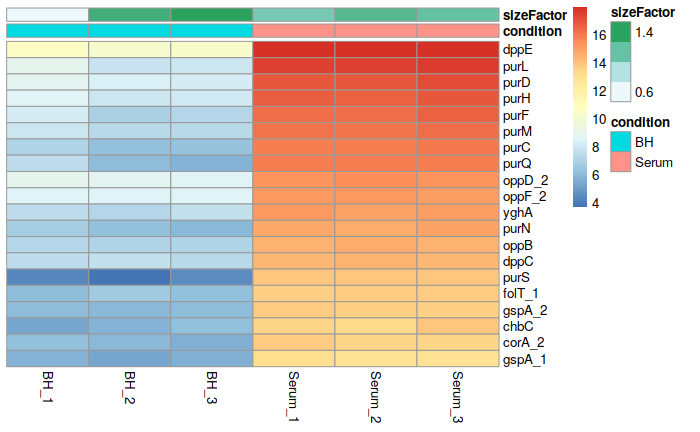 sizeFactor
condition
dppE
purL
purD
purH
purF
purM
purC
purQ
oppD_2
oppF_2
yghA
purN
oppB
dppC
purS
folT_1
gspA_2
chbC
corA_2
gspA_1
BH_1
BH_2
BH_3
Serum_1
Serum_2
Serum_3
16
14
12
10
8
6
4
sizeFactor
1.4
0.6
condition
BH
Serum